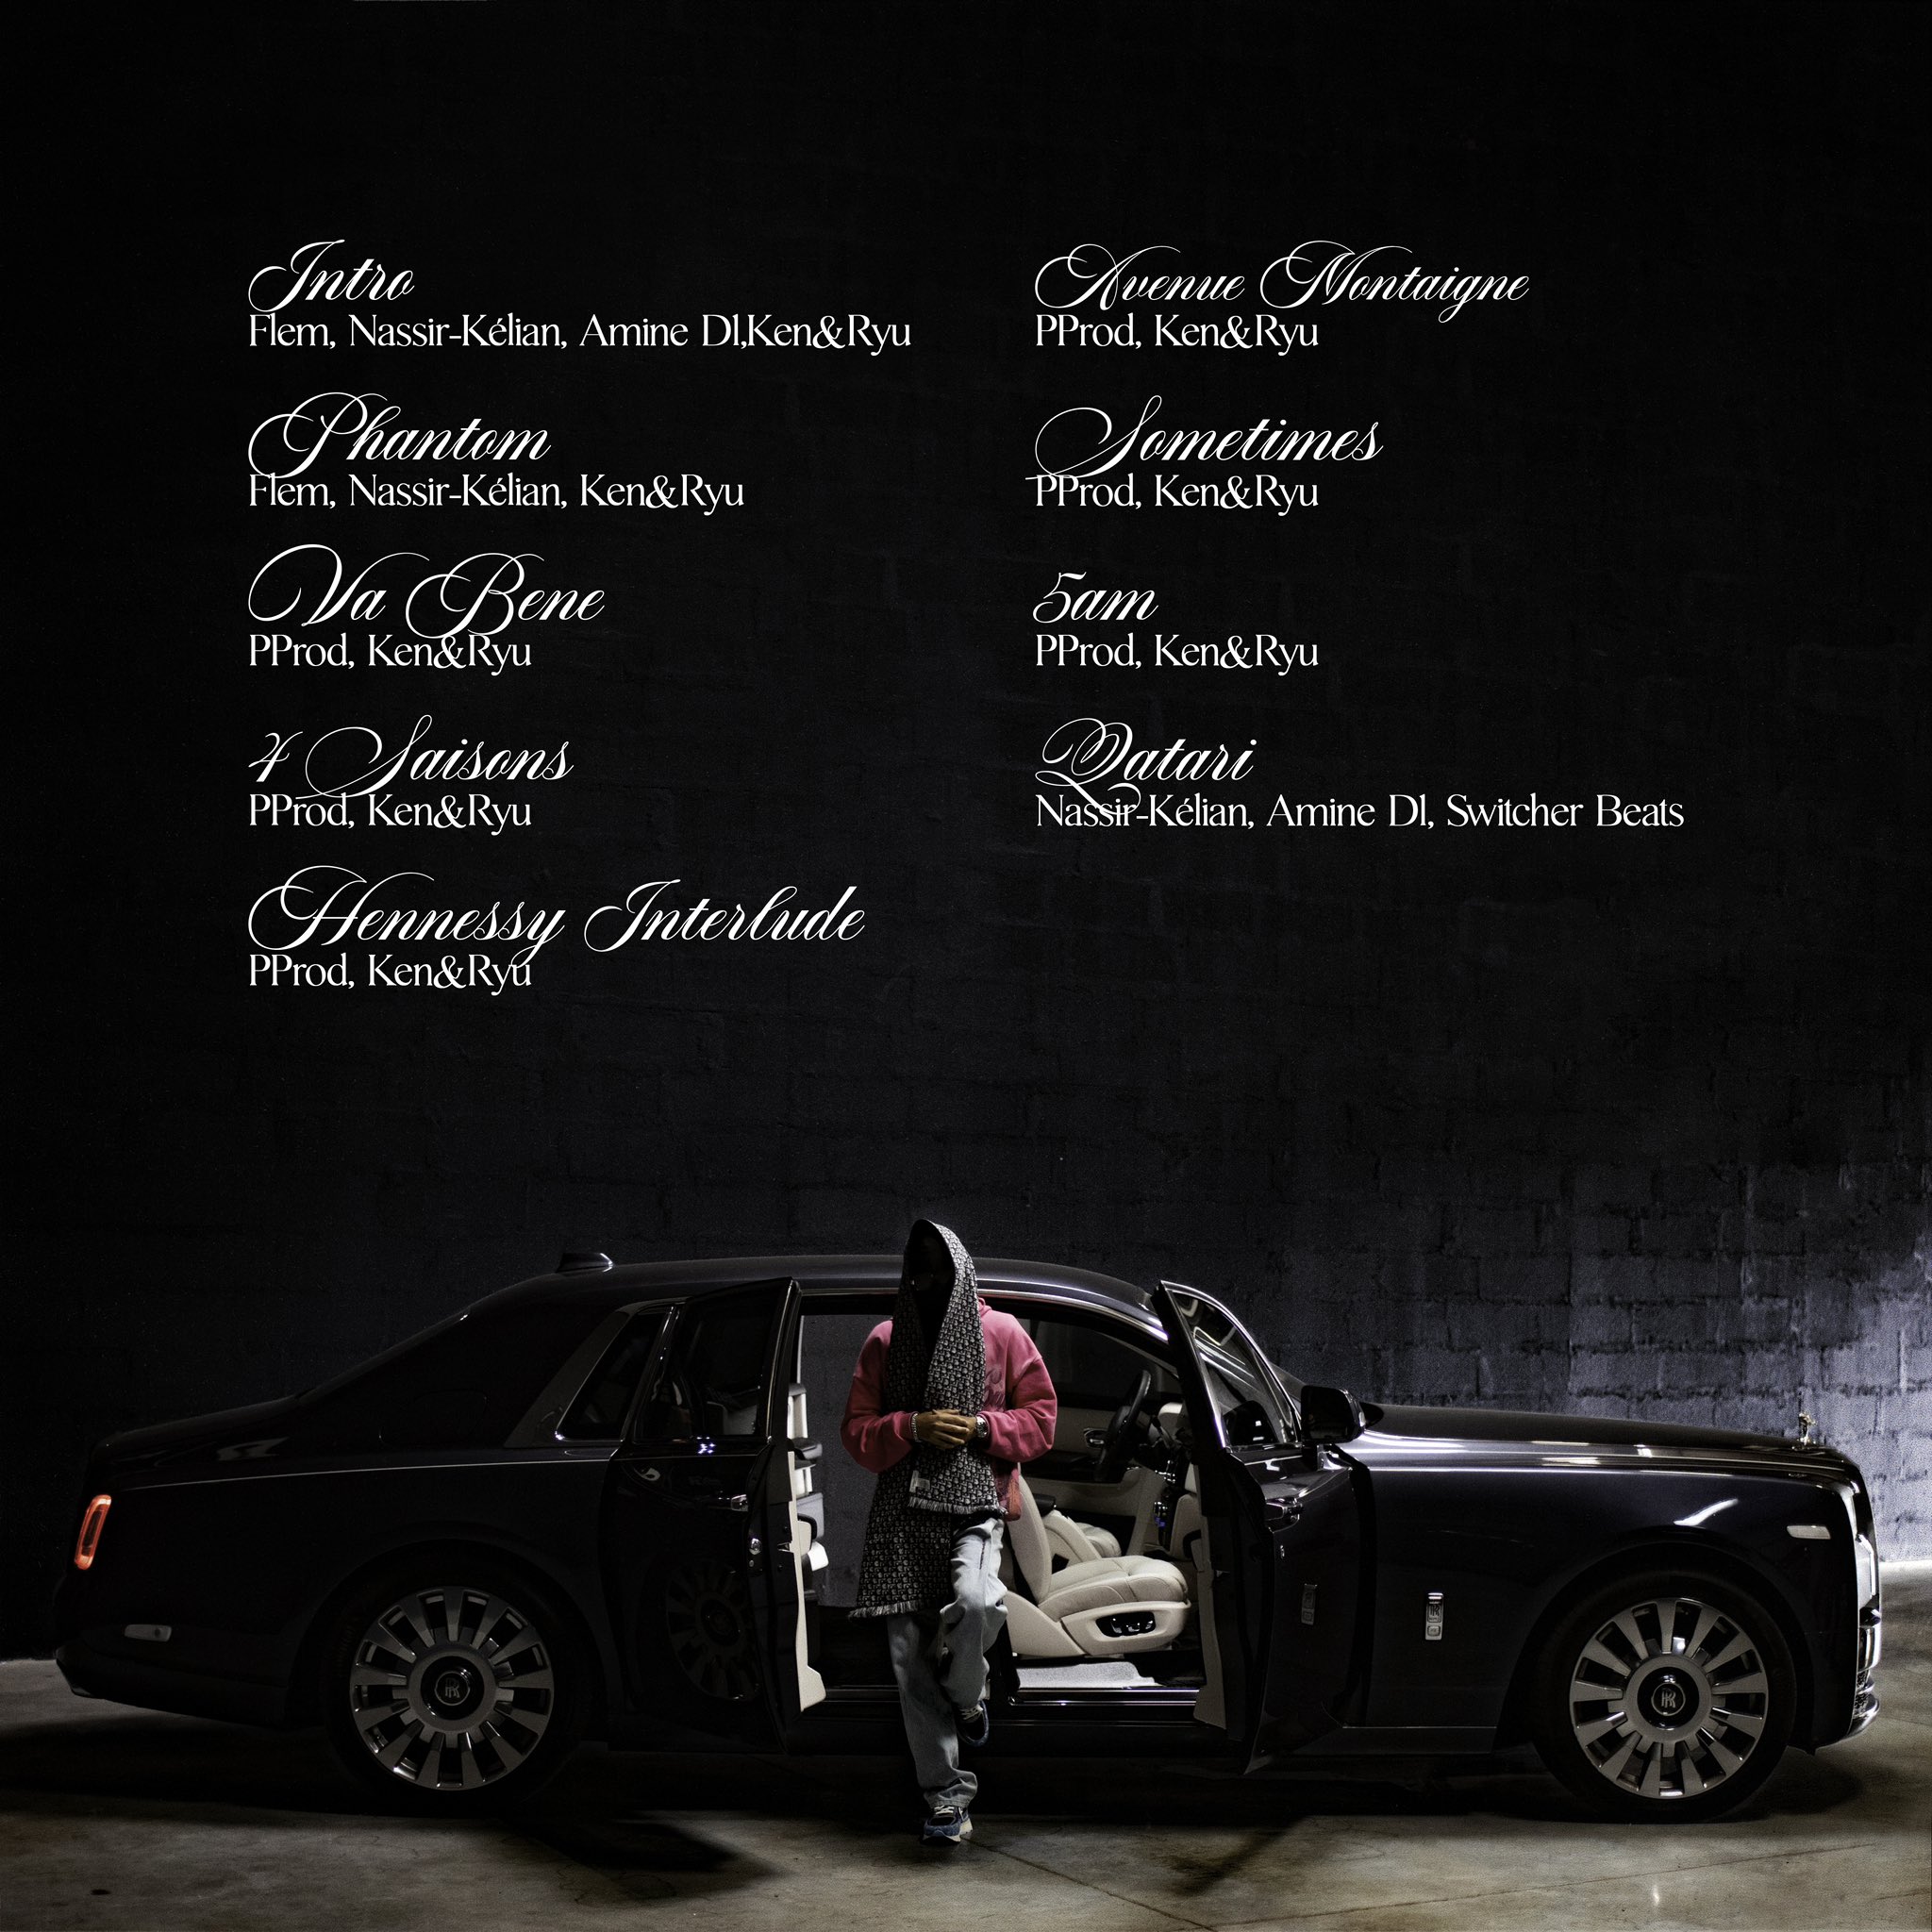 Intro
Flem, Nassir-Kélian, Amine Dl,Ken&Ryu
Phantom
Flem, Nassir-Kélian, Ken&Ryu
Va Bene
PProd, Ken&Ryu
4 Saisons
PProd, Ken&Ryu
Hennessy Interlude
PProd, Ken&Ryu
Avenue Montaigne
PProd, Ken&Ryu
Sometimes
PProd, Ken&Ryu
5am
PProd, Ken&Ryu
Qatari
Nassir-Kélian, Amine Dl, Switcher Beats